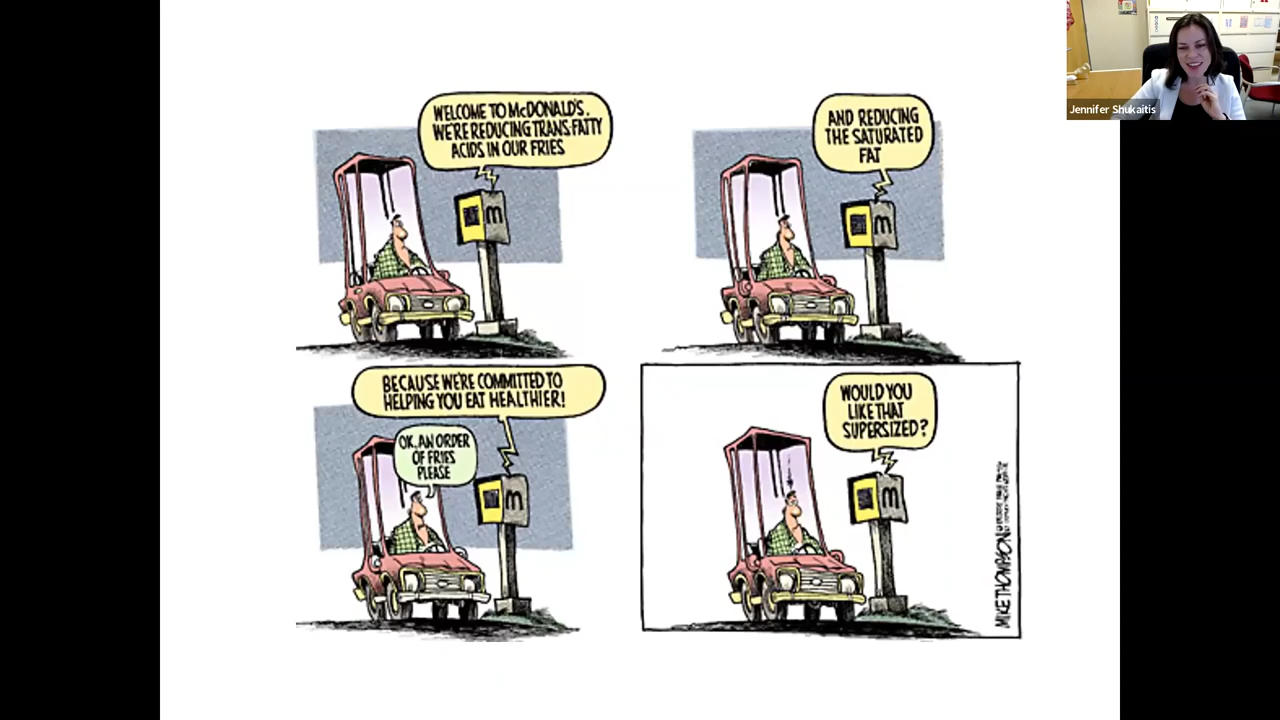 Jennifer Shukaitis
WELCOME TO McDONALD'S.
WE'RE REDUCING TRANS-FATTY
ACIDS IN OUR FRIES
m
AND REDUCING
THE SATURATED
FAT
m
BECAUSE WE'RE COMMITTED TO
HELPING YOU EAT HEALTHIER!
OK, AN ORDER
OF FRIES
PLEASE
m
WOULD YOU
LIKE THAT
SUPERSIZED?
m
MIKE THOMPSON